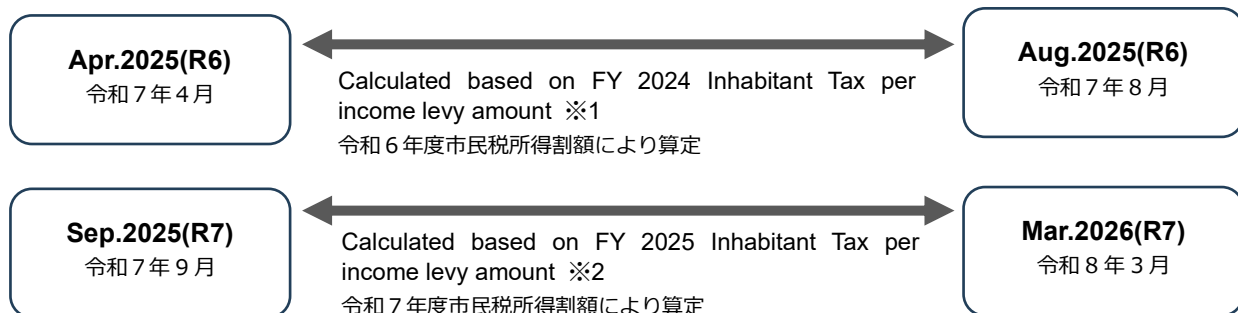 Apr.2025(R6)
令和７年４月
Calculated based on FY 2024 Inhabitant Tax per
income levy amount ※1
令和６年度市民税所得割額により算定
Aug.2025(R6)
令和７年８月
Sep.2025(R7)
令和７年９月
Calculated based on FY 2025 Inhabitant Tax per
income levy amount ※2
令和７年度市民税所得割額により算定
Mar.2026(R7)
令和８年３月